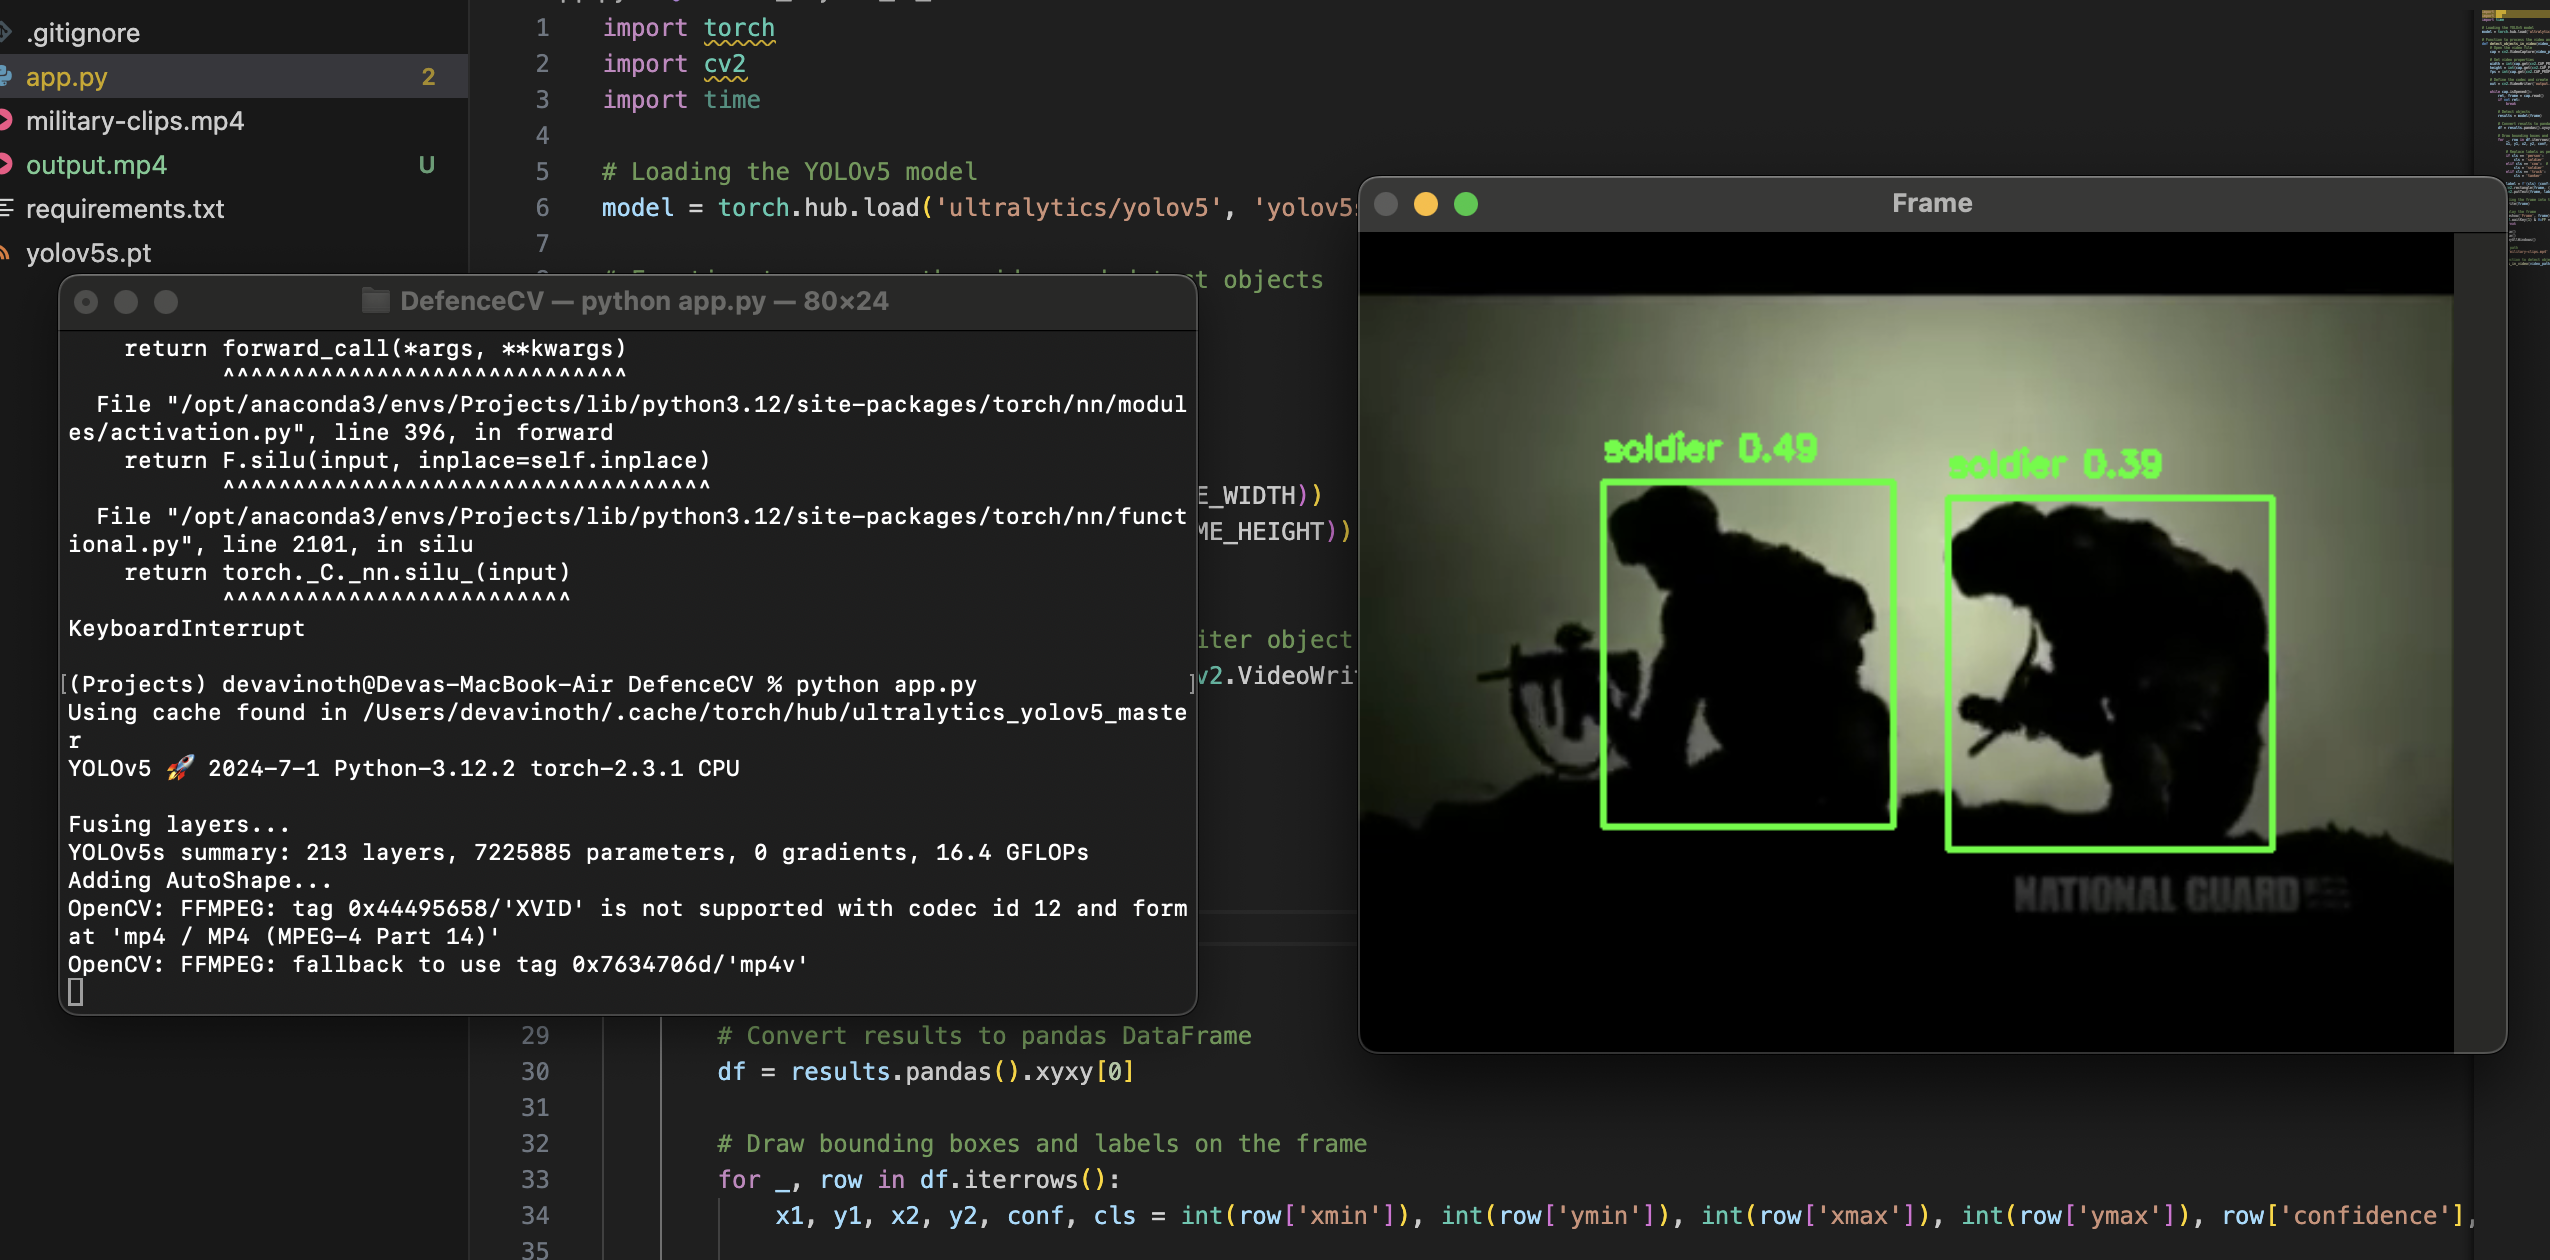 .gitignore
app.py 2
military-clips.mp4
output.mp4 U
requirements.txt
yolov5s.pt
1 import torch
2 import cv2
3 import time
4
5 # Loading the YOLOv5 model
6 model = torch.hub.load('ultralytics/yolov5', 'yolov5s
7
objects
E_WIDTH))
ME_HEIGHT))
iter object
v2.VideoWri
DefenceCV — python app.py — 80×24
return forward_call(*args, **kwargs)
^^^^^^^^^^^^^^^^^^^^^^^^^^^^^
File "/opt/anaconda3/envs/Projects/lib/python3.12/site-packages/torch/nn/modul
es/activation.py", line 396, in forward
return F.silu(input, inplace=self.inplace)
^^^^^^^^^^^^^^^^^^^^^^^^^^^^^^^^^^^
File "/opt/anaconda3/envs/Projects/lib/python3.12/site-packages/torch/nn/funct
ional.py", line 2101, in silu
return torch._C._nn.silu_(input)
^^^^^^^^^^^^^^^^^^^^^^^^^
KeyboardInterrupt
[(Projects) devavinoth@Devas-MacBook-Air DefenceCV % python app.py ]
Using cache found in /Users/devavinoth/.cache/torch/hub/ultralytics_yolov5_maste
r
YOLOv5 🚀 2024-7-1 Python-3.12.2 torch-2.3.1 CPU
Fusing layers...
YOLOv5s summary: 213 layers, 7225885 parameters, 0 gradients, 16.4 GFLOPs
Adding AutoShape...
OpenCV: FFMPEG: tag 0x44495658/'XVID' is not supported with codec id 12 and form
at 'mp4 / MP4 (MPEG-4 Part 14)'
OpenCV: FFMPEG: fallback to use tag 0x7634706d/'mp4v'
Frame
soldier 0.49
soldier 0.39
NATIONAL GUARD
29 # Convert results to pandas DataFrame
30 df = results.pandas().xyxy[0]
31
32 # Draw bounding boxes and labels on the frame
33 for _, row in df.iterrows():
34 x1, y1, x2, y2, conf, cls = int(row['xmin']), int(row['ymin']), int(row['xmax']), int(row['ymax']), row['confidence'],
35